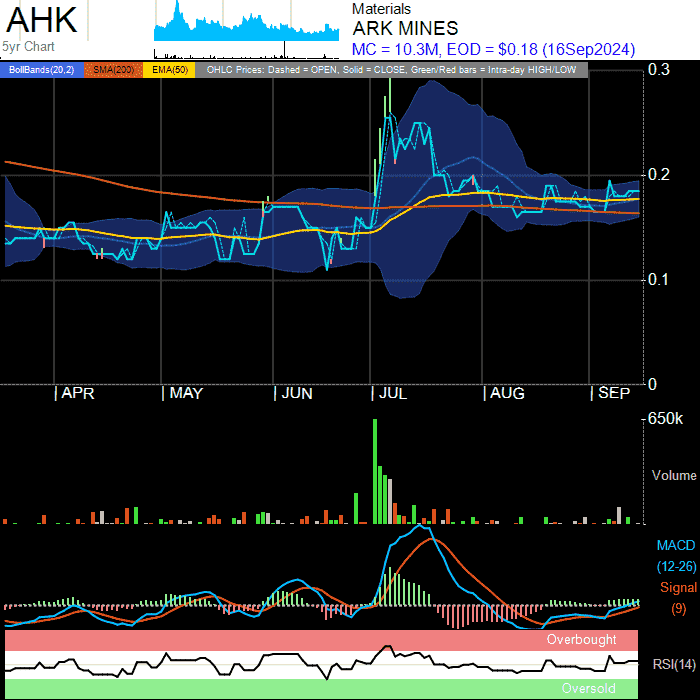 AHK
5yr Chart
Materials
ARK MINES
MC = 10.3M, EOD = $0.18 (16Sep2024)
BollBands(20,2) SMA(200) EMA(50) OHLC Prices: Dashed = OPEN, Solid = CLOSE, Green/Red bars = Intra-day HIGH/LOW
0.3
0.2
0.1
0
APR MAY JUN JUL AUG SEP
650k
Volume
MACD
(12-26)
Signal
(9)
Overbought
RSI(14)
Oversold